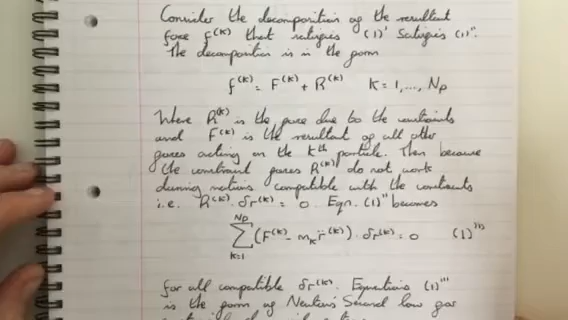 Consider the decomposition of the resultant
force f^(K) that satisfies (1)' satisfies (1)".
The decomposition is in the form
f^(K) = F^(K) + R^(K)   K = 1, ..., Np
Where R^(K) is the force due to the constraints
and F^(K) is the resultant of all other
forces acting on the Kth particle. Then because
the constraint forces R^(K) do not work
during motions compatible with the constraints
i.e. R^(K) · δr^(K) = 0. Eqn. (1)" becomes
Np
∑ (F^(K) - m_K r̈^(K)) · δr^(K) = 0   (1)'''
K=1
for all compatible δr^(K). Equations (1)'''
is the form of Newton's Second law for